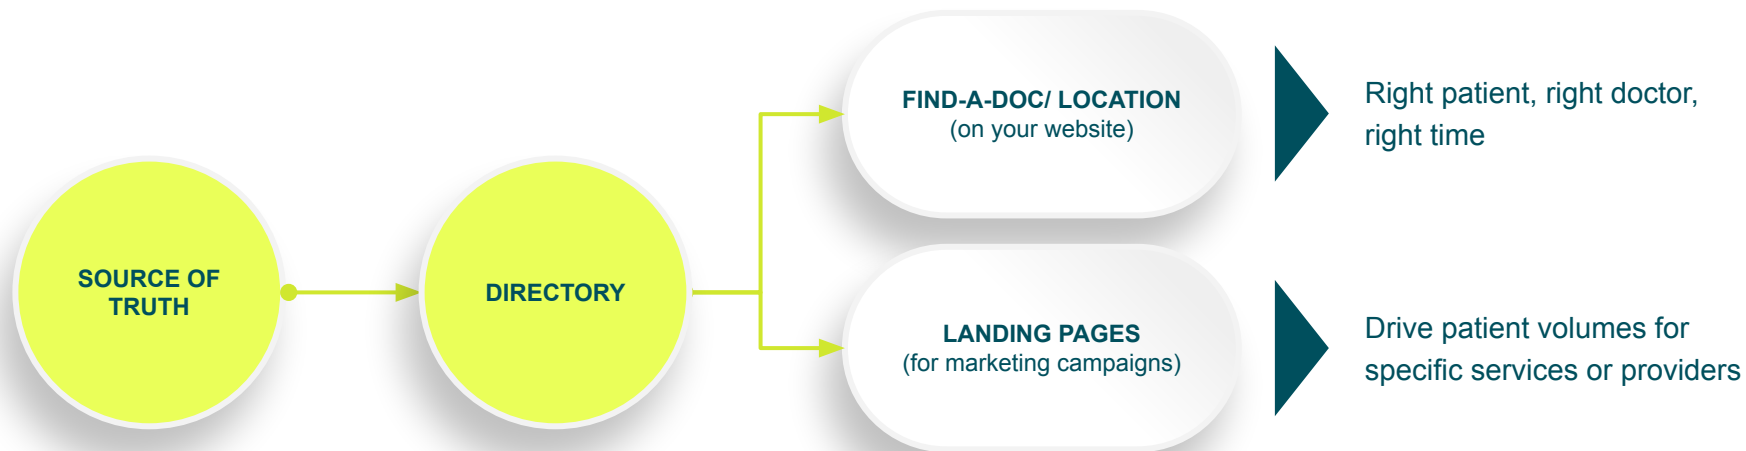 SOURCE OF
TRUTH
DIRECTORY
FIND-A-DOC/ LOCATION
(on your website)
Right patient, right doctor,
right time
LANDING PAGES
(for marketing campaigns)
Drive patient volumes for
specific services or providers